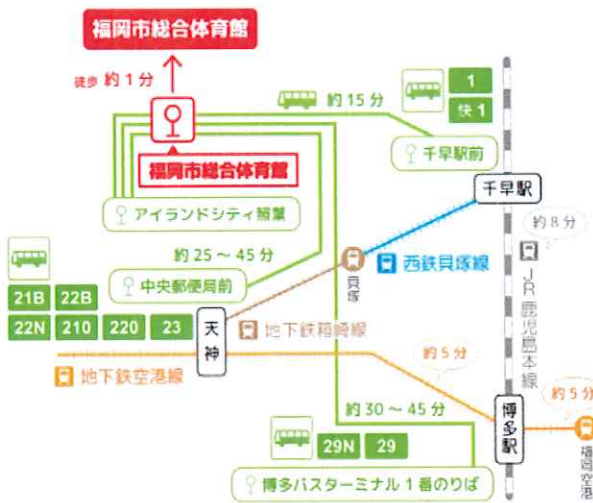 福岡市総合体育館
徒歩 約1分
約15分
1
快1
福岡市総合体育館
千早駅前
千早駅
アイランドシティ照葉
約8分
約25〜45分
西鉄貝塚線
貝塚
中央郵便局前
JR鹿児島本線
21B 22B
22N 210 220 23
天神
地下鉄箱崎線
地下鉄空港線
約5分
約5分
約30〜45分
博多駅
福岡空港
29N 29
博多バスターミナル1番のりば